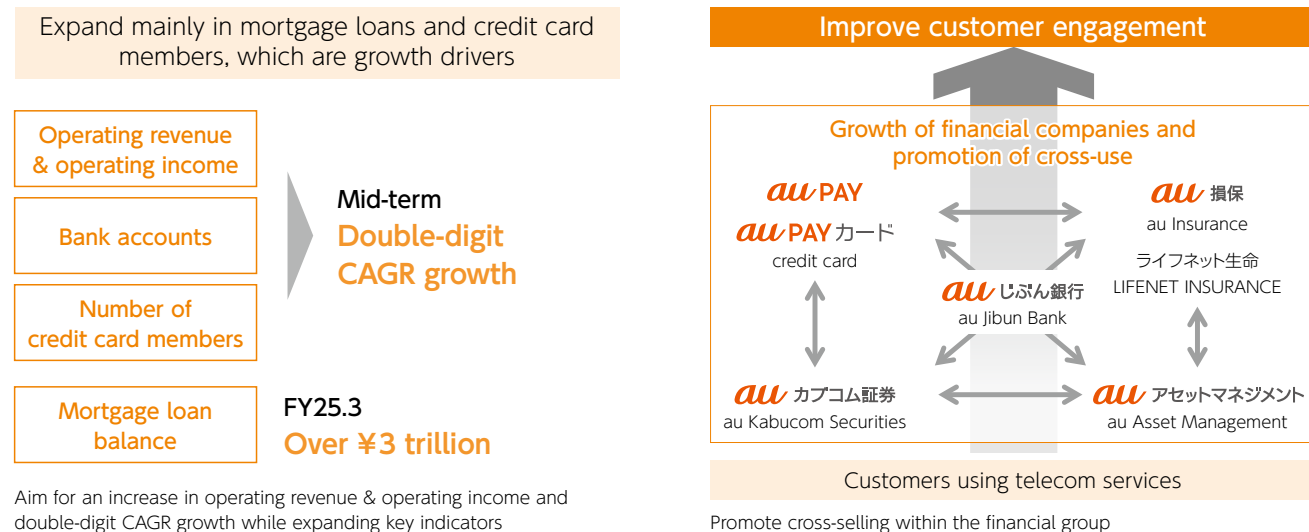 Expand mainly in mortgage loans and credit card
members, which are growth drivers
Operating revenue
& operating income
Bank accounts
Number of
credit card members
Mid-term
Double-digit
CAGR growth
Mortgage loan
balance
FY25.3
Over ¥3 trillion
Aim for an increase in operating revenue & operating income and
double-digit CAGR growth while expanding key indicators
Improve customer engagement
Growth of financial companies and
promotion of cross-use
au PAY
au PAY カード
credit card
au 損保
au Insurance
ライフネット生命
LIFENET INSURANCE
au じぶん銀行
au Jibun Bank
au カブコム証券
au Kabucom Securities
au アセットマネジメント
au Asset Management
Customers using telecom services
Promote cross-selling within the financial group